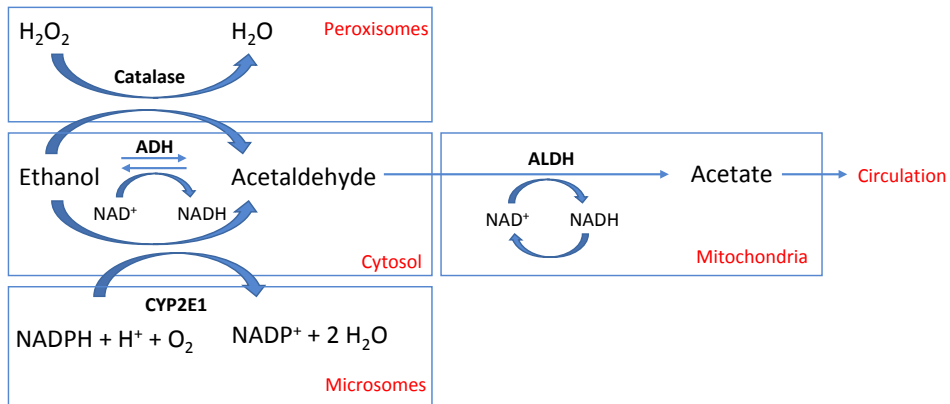 H₂O₂ H₂O Peroxisomes
Catalase
ADH
Ethanol Acetaldehyde
NAD⁺ NADH
Cytosol
ALDH
Acetate Circulation
NAD⁺ NADH
Mitochondria
CYP2E1
NADPH + H⁺ + O₂ NADP⁺ + 2 H₂O
Microsomes